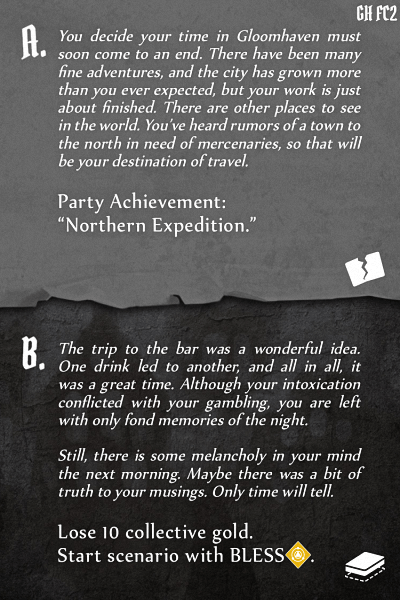 GH FC2
A.
You decide your time in Gloomhaven must
soon come to an end. There have been many
fine adventures, and the city has grown more
than you ever expected, but your work is just
about finished. There are other places to see
in the world. You've heard rumors of a town to
the north in need of mercenaries, so that will
be your destination of travel.
Party Achievement:
“Northern Expedition.”
B.
The trip to the bar was a wonderful idea.
One drink led to another, and all in all, it
was a great time. Although your intoxication
conflicted with your gambling, you are left
with only fond memories of the night.
Still, there is some melancholy in your mind
the next morning. Maybe there was a bit of
truth to your musings. Only time will tell.
Lose 10 collective gold.
Start scenario with BLESS.